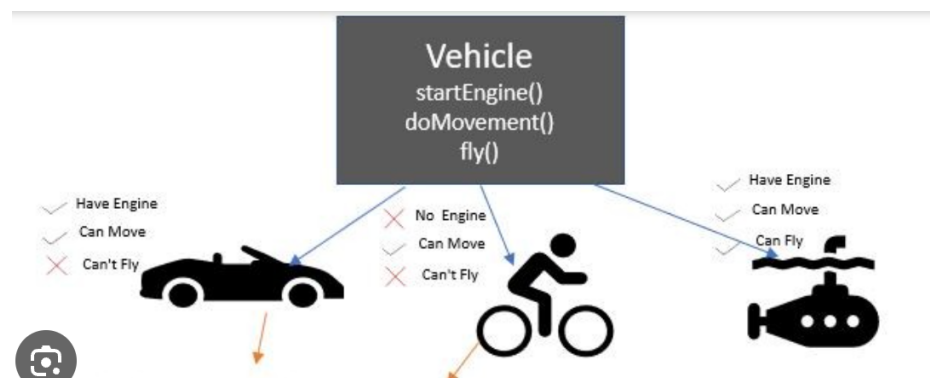 Vehicle
startEngine()
doMovement()
fly()
Have Engine
Can Move
Can't Fly
No Engine
Can Move
Can't Fly
Have Engine
Can Move
Can Fly